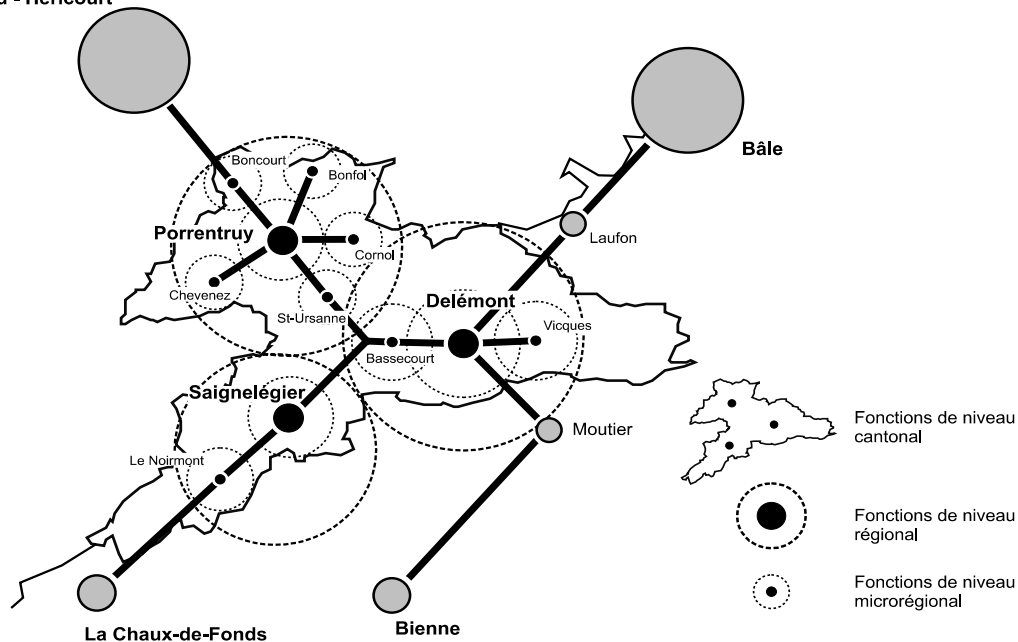 - Héricourt
Bâle
Boncourt
Bonfol
Porrentruy
Laufon
Cornol
Chevenez
Delémont
St-Ursanne
Vicques
Bassecourt
Saignelégier
Moutier
Le Noirmont
La Chaux-de-Fonds
Bienne
Fonctions de niveau
cantonal
Fonctions de niveau
régional
Fonctions de niveau
microrégional